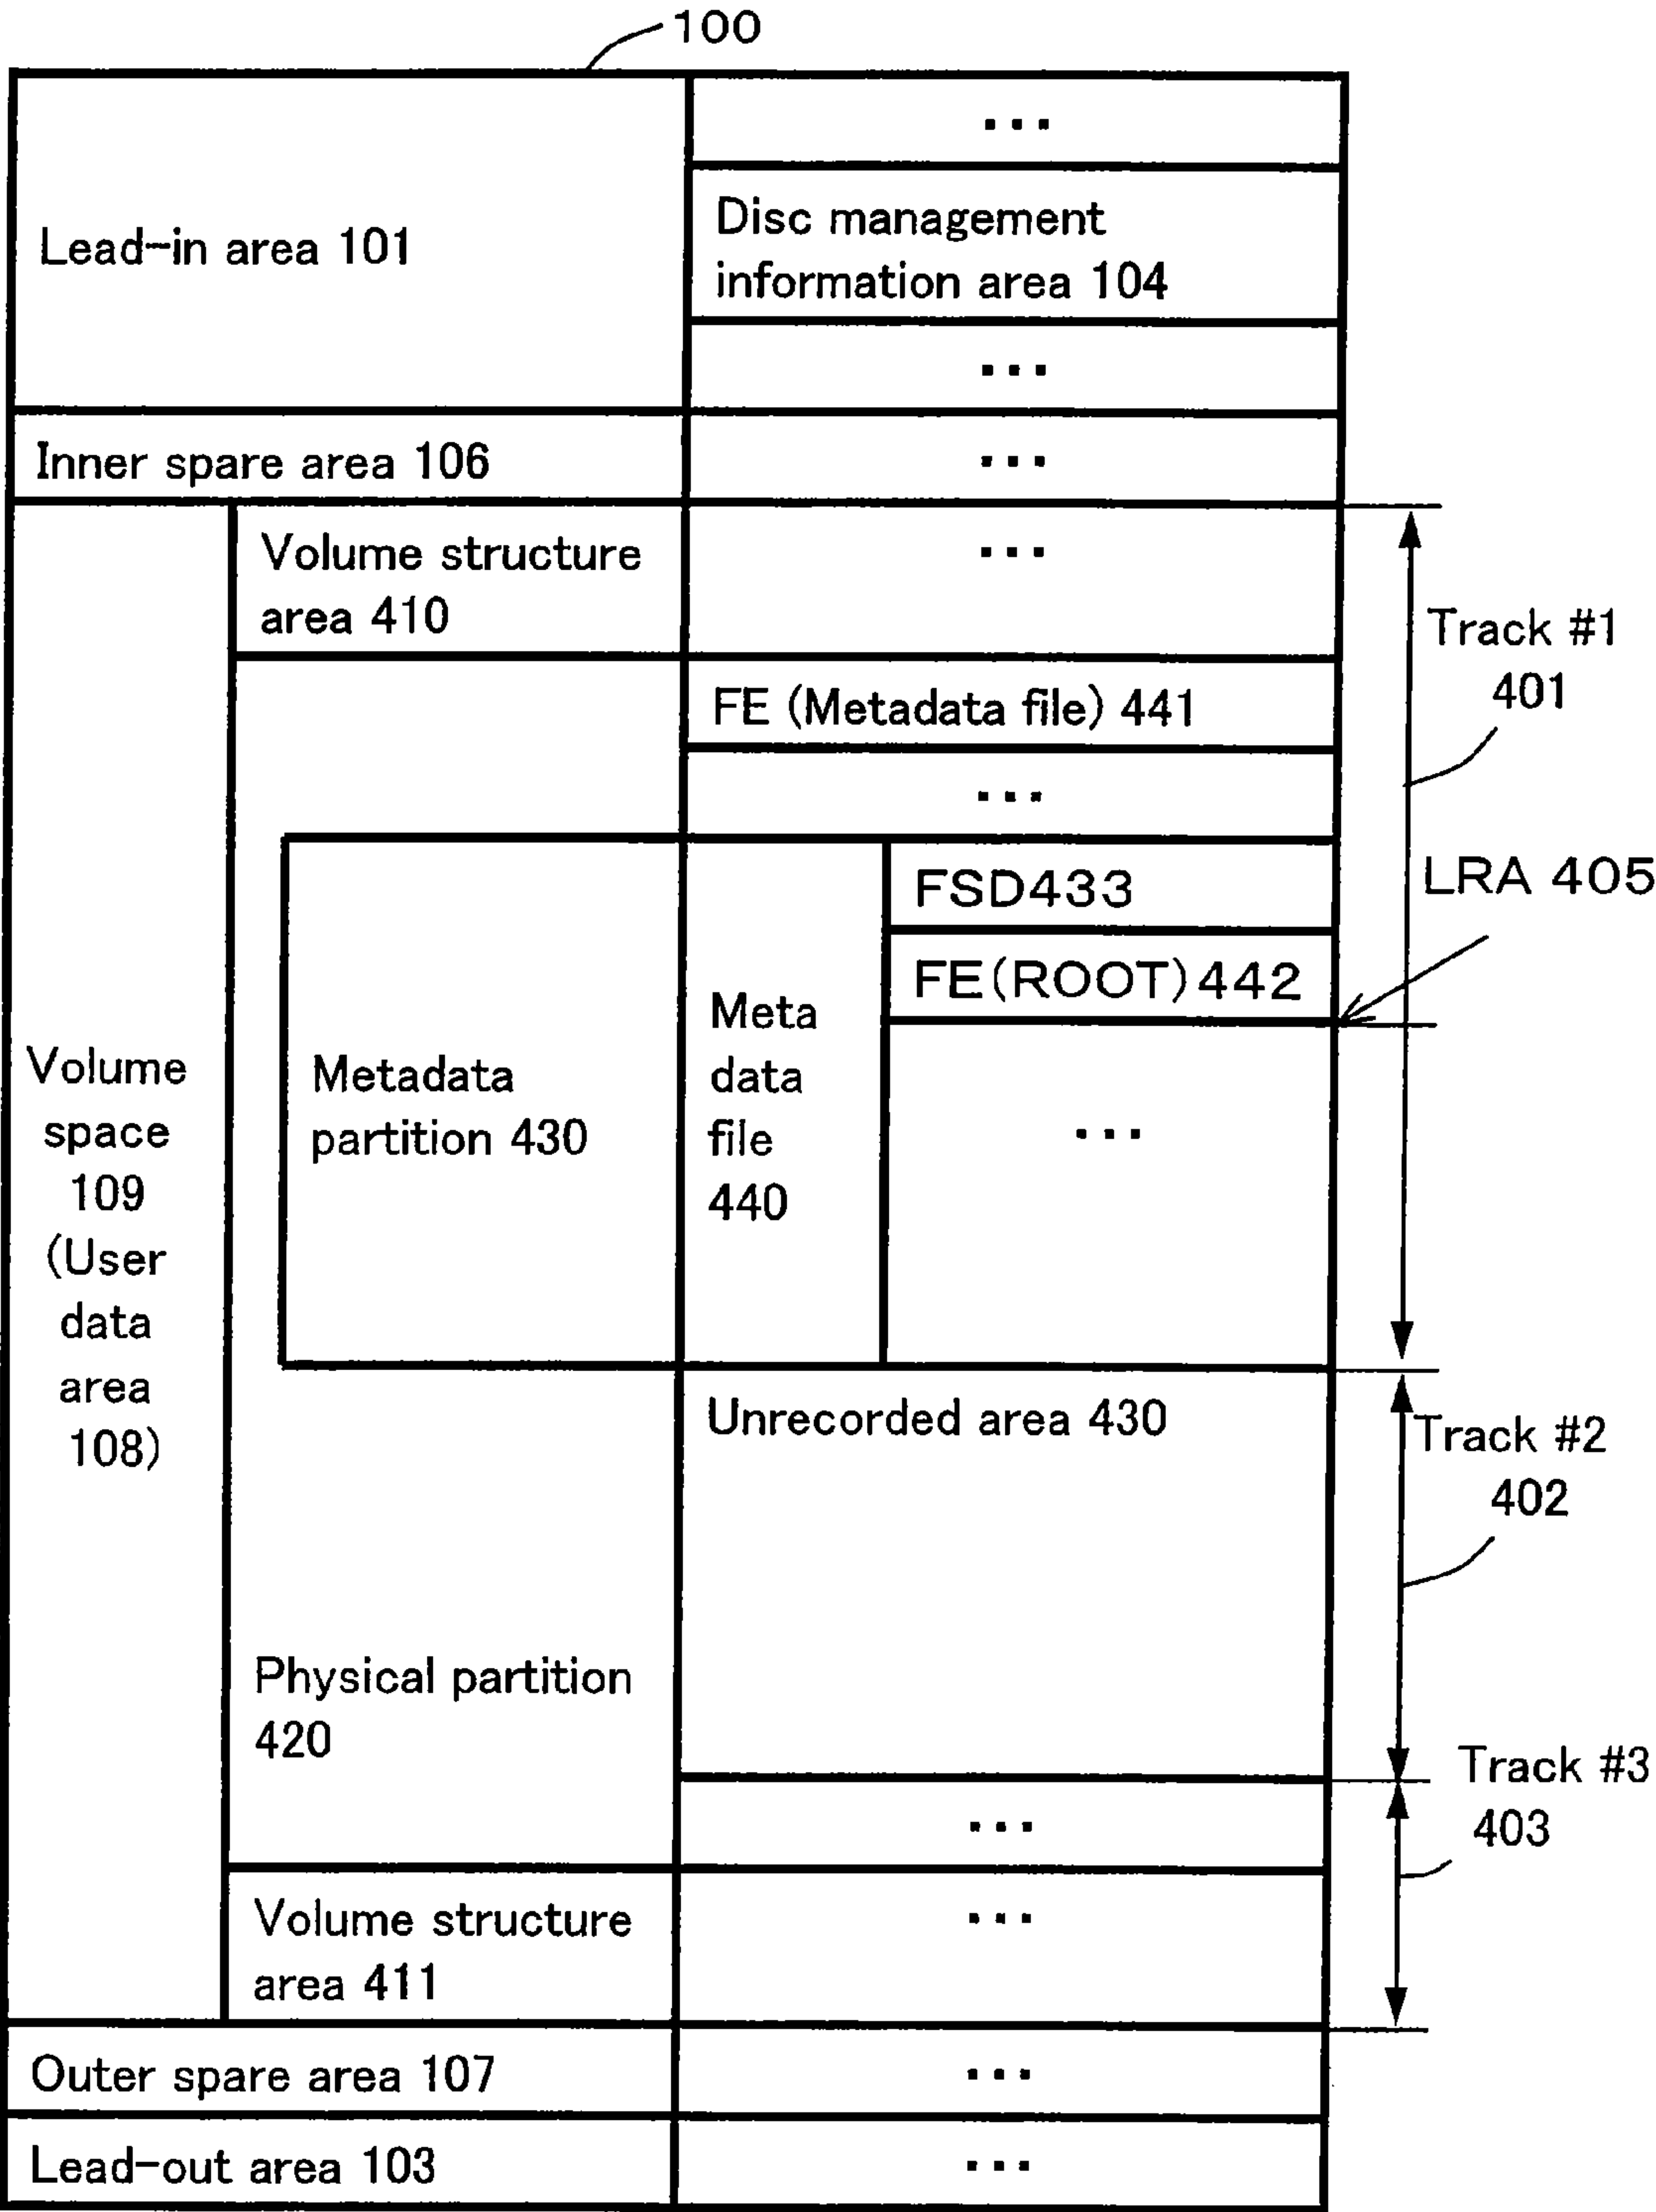 100
...
Lead-in area 101
Disc management
information area 104
...
Inner spare area 106
...
Volume structure
area 410
...
Track #1
401
FE (Metadata file) 441
...
FSD433
LRA 405
FE(ROOT)442
Volume
space
109
(User
data
area
108)
Metadata
partition 430
Meta
data
file
440
...
Unrecorded area 430
Track #2
402
Physical partition
420
Track #3
403
...
Volume structure
area 411
...
Outer spare area 107
...
Lead-out area 103
...